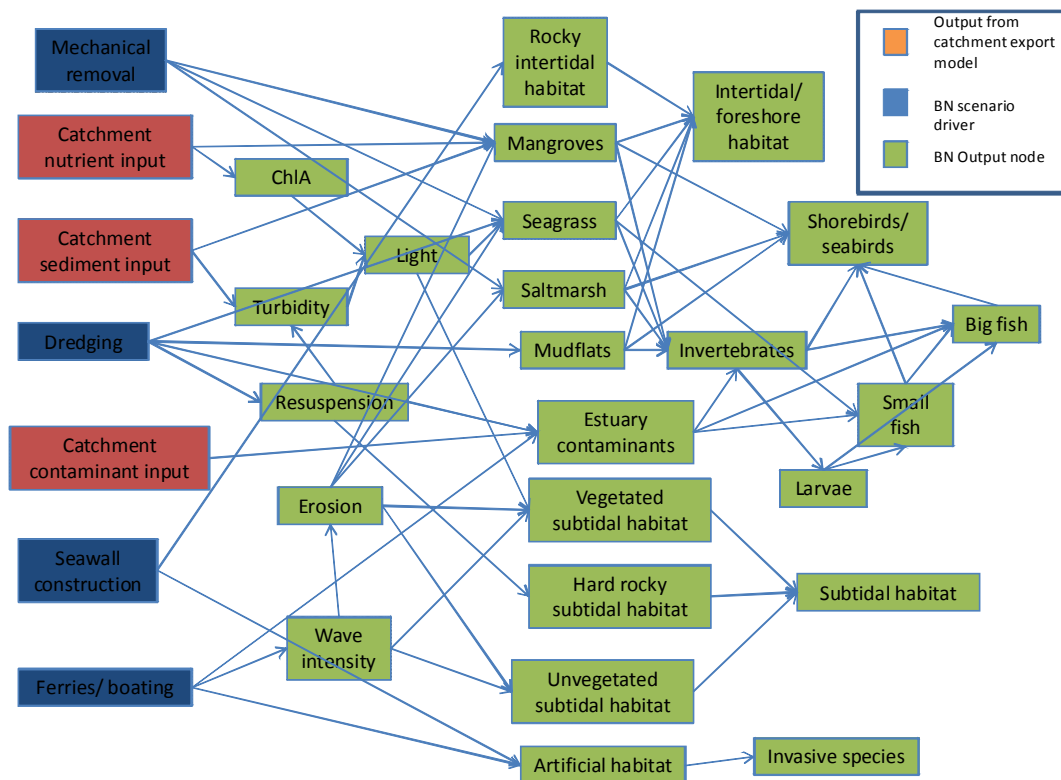 Mechanical
removal
Catchment
nutrient input
Catchment
sediment input
Dredging
Catchment
contaminant input
Seawall
construction
Ferries/ boating
ChlA
Light
Turbidity
Resuspension
Erosion
Wave
intensity
Rocky
intertidal
habitat
Mangroves
Seagrass
Saltmarsh
Mudflats
Estuary
contaminants
Vegetated
subtidal habitat
Hard rocky
subtidal habitat
Unvegetated
subtidal habitat
Artificial habitat
Intertidal/
foreshore
habitat
Shorebirds/
seabirds
Invertebrates
Big fish
Small
fish
Larvae
Subtidal habitat
Invasive species
Output from
catchment export
model
BN scenario
driver
BN Output node